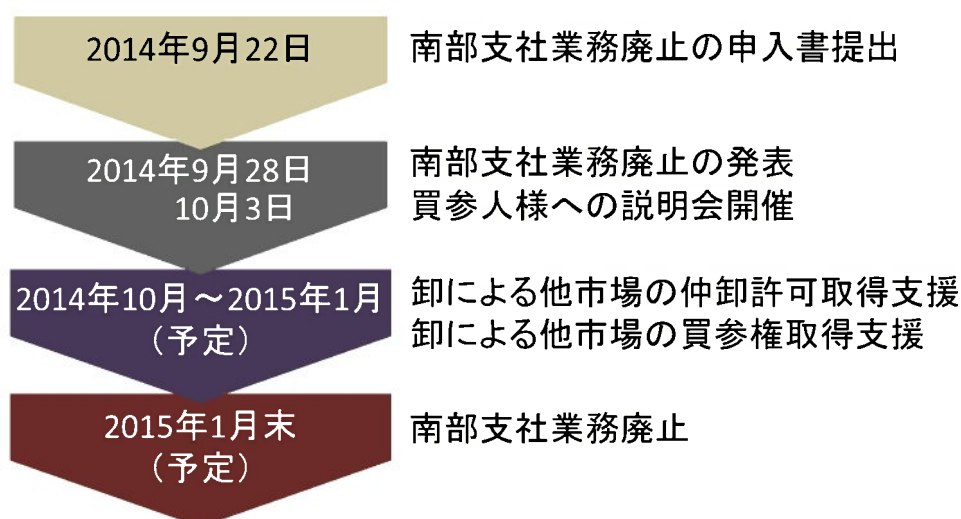 2014年9月22日
南部支社業務廃止の申入書提出
2014年9月28日
10月3日
南部支社業務廃止の発表
買参人様への説明会開催
2014年10月～2015年1月
（予定）
卸による他市場の仲卸許可取得支援
卸による他市場の買参権取得支援
2015年1月末
（予定）
南部支社業務廃止